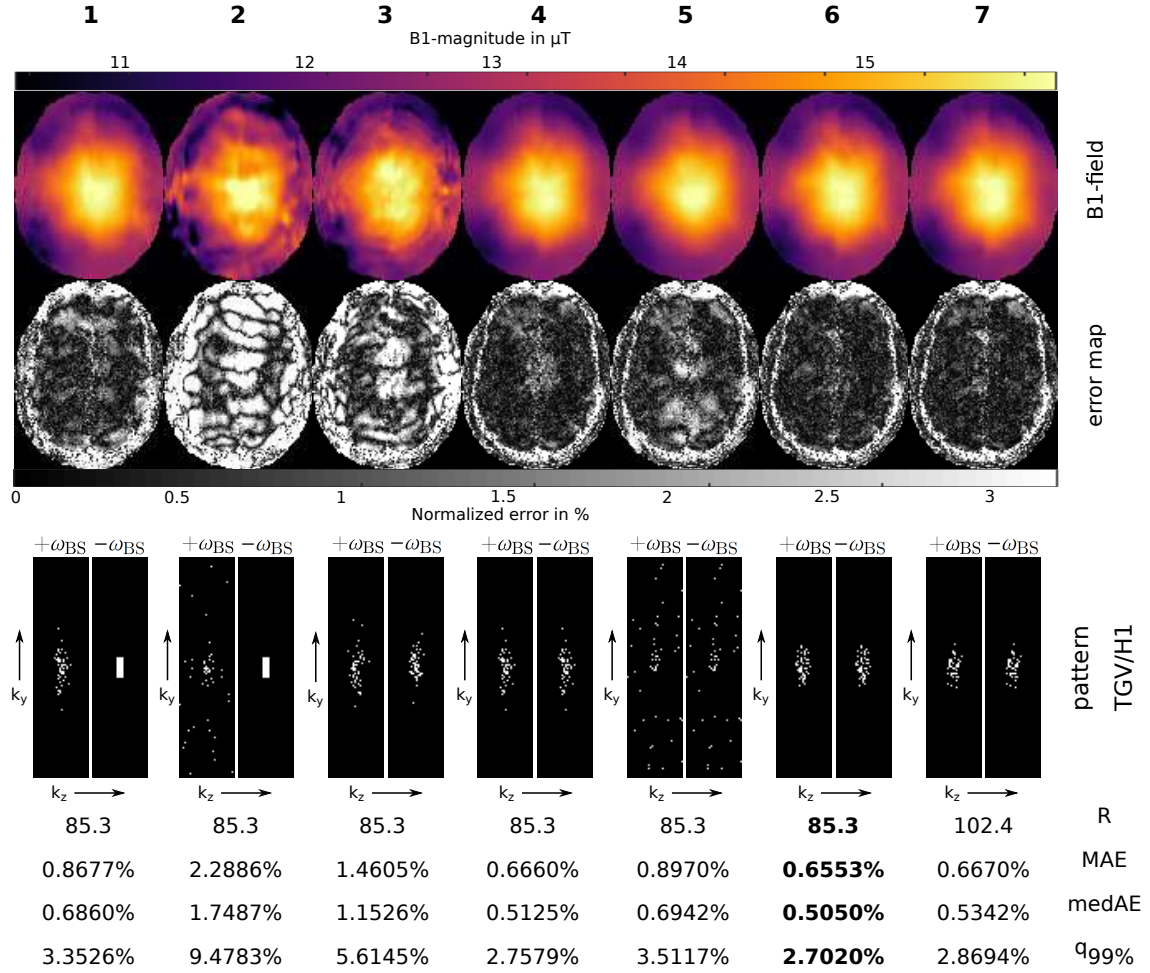 1 2 3 4 5 6 7
B1-magnitude in μT
11 12 13 14 15
B1-field
error map
0 0.5 1 1.5 2 2.5 3
Normalized error in %
+ωBS −ωBS +ωBS −ωBS +ωBS −ωBS +ωBS −ωBS +ωBS −ωBS +ωBS −ωBS +ωBS −ωBS
ky ky ky ky ky ky ky
pattern
TGV/H1
kz kz kz kz kz kz kz
85.3 85.3 85.3 85.3 85.3 85.3 102.4 R
0.8677% 2.2886% 1.4605% 0.6660% 0.8970% 0.6553% 0.6670% MAE
0.6860% 1.7487% 1.1526% 0.5125% 0.6942% 0.5050% 0.5342% medAE
3.3526% 9.4783% 5.6145% 2.7579% 3.5117% 2.7020% 2.8694% q99%